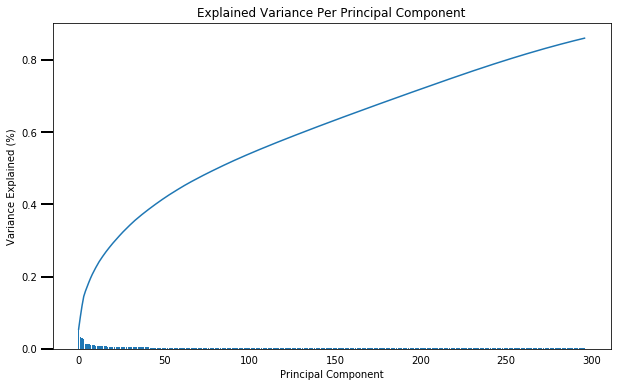 Explained Variance Per Principal Component
Variance Explained (%)
0.8
0.6
0.4
0.2
0.0
0 50 100 150 200 250 300
Principal Component